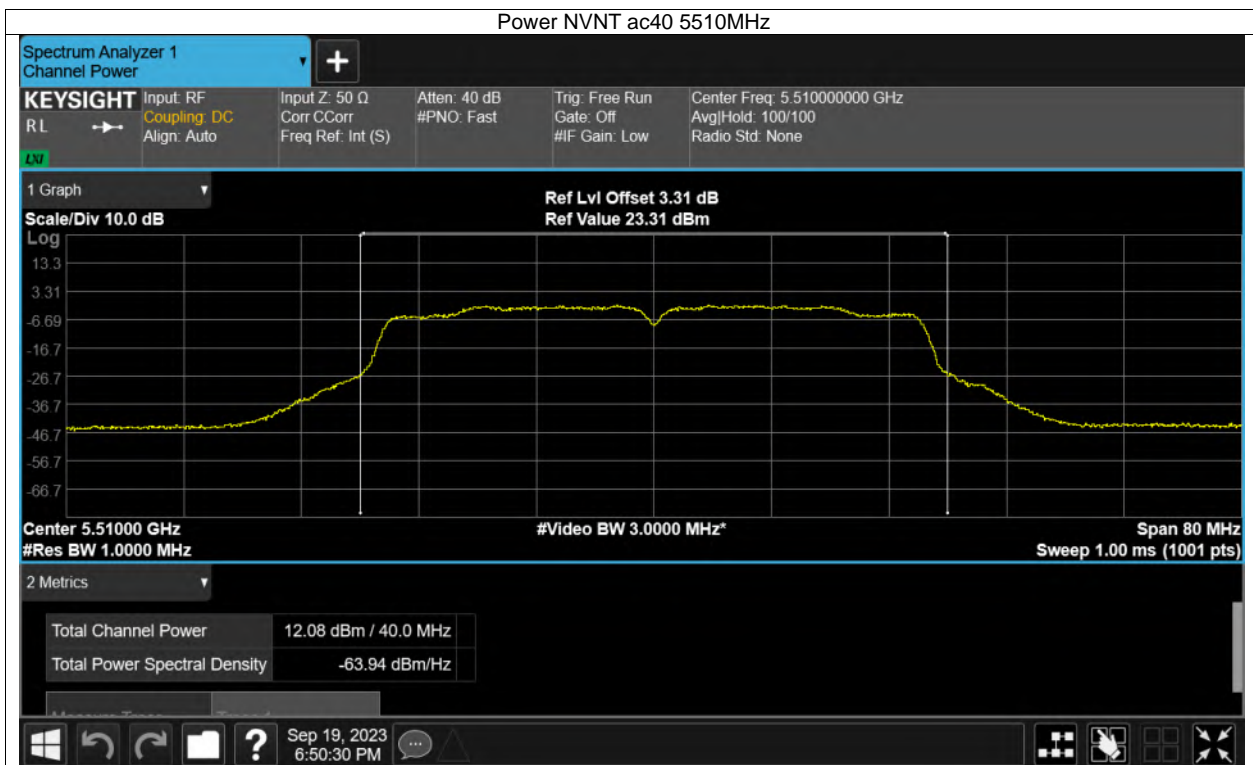 Power NVNT ac40 5510MHz
Spectrum Analyzer 1
Channel Power
KEYSIGHT
R L
LXI
Input: RF
Coupling: DC
Align: Auto
Input Z: 50 Ω
Corr CCorr
Freq Ref: Int (S)
Atten: 40 dB
#PNO: Fast
Trig: Free Run
Gate: Off
#IF Gain: Low
Center Freq: 5.510000000 GHz
Avg|Hold: 100/100
Radio Std: None
1 Graph
Scale/Div 10.0 dB
Ref Lvl Offset 3.31 dB
Ref Value 23.31 dBm
Log
13.3
3.31
-6.69
-16.7
-26.7
-36.7
-46.7
-56.7
-66.7
Center 5.51000 GHz
#Res BW 1.0000 MHz
#Video BW 3.0000 MHz*
Span 80 MHz
Sweep 1.00 ms (1001 pts)
2 Metrics
Total Channel Power 12.08 dBm / 40.0 MHz
Total Power Spectral Density -63.94 dBm/Hz
?
Sep 19, 2023
6:50:30 PM